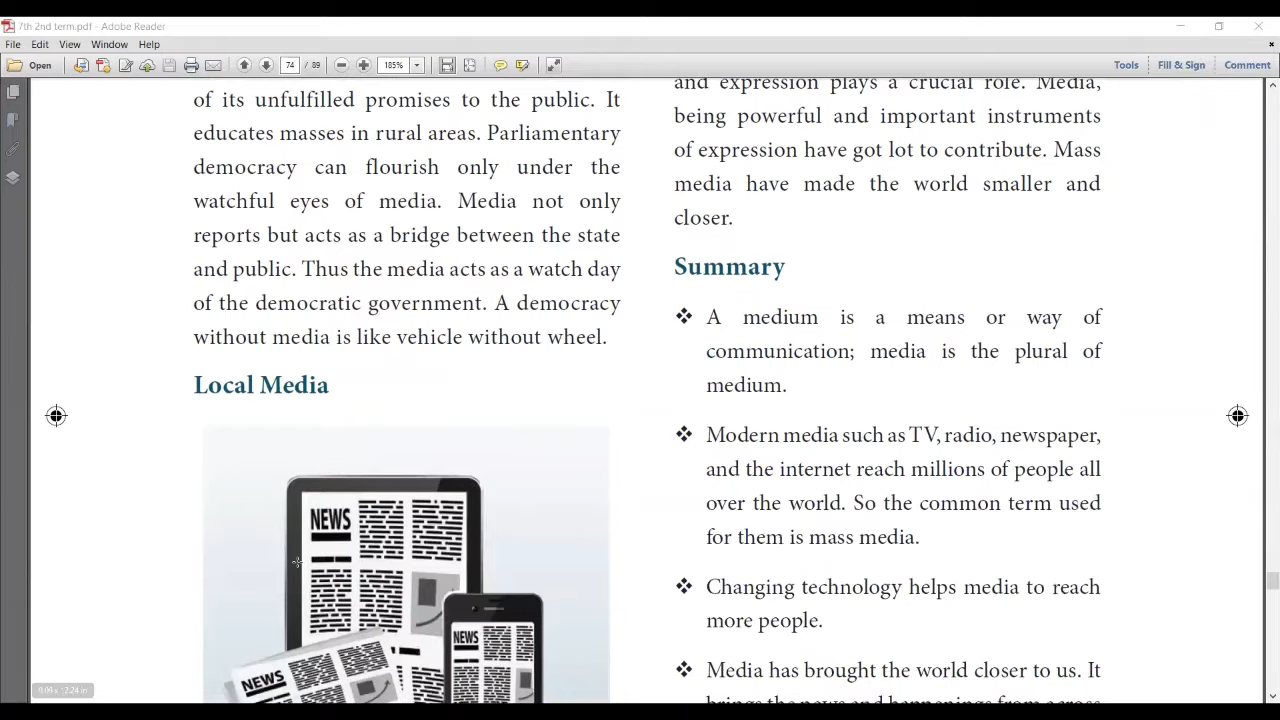 7th 2nd term.pdf - Adobe Reader
File Edit View Window Help
Open 74 / 89 185% Tools Fill & Sign Comment
of its unfulfilled promises to the public. It
educates masses in rural areas. Parliamentary
democracy can flourish only under the
watchful eyes of media. Media not only
reports but acts as a bridge between the state
and public. Thus the media acts as a watch day
of the democratic government. A democracy
without media is like vehicle without wheel.
Local Media
NEWS
NEWS
NEWS
and expression plays a crucial role. Media,
being powerful and important instruments
of expression have got lot to contribute. Mass
media have made the world smaller and
closer.
Summary
❖ A medium is a means or way of
communication; media is the plural of
medium.
❖ Modern media such as TV, radio, newspaper,
and the internet reach millions of people all
over the world. So the common term used
for them is mass media.
❖ Changing technology helps media to reach
more people.
❖ Media has brought the world closer to us. It
brings the news and happenings from across